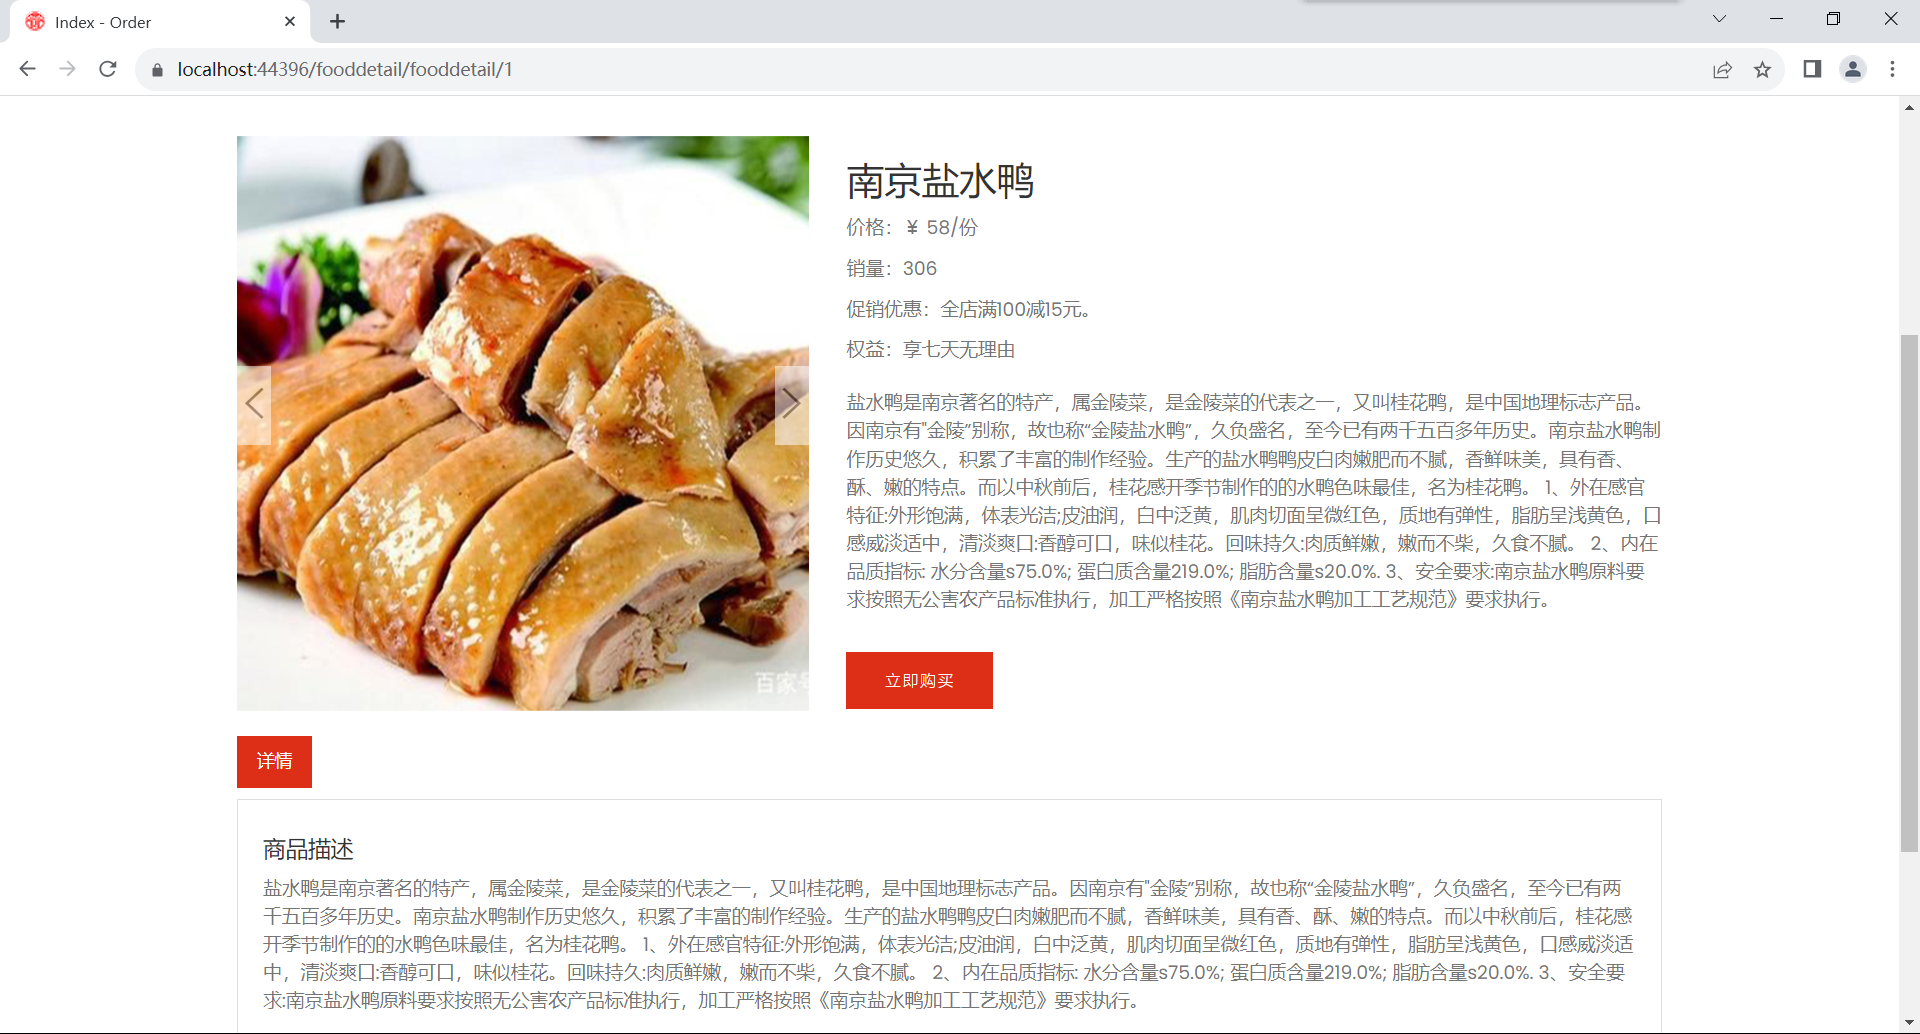 Index - Order
localhost:44396/fooddetail/fooddetail/1
南京盐水鸭
价格：￥ 58/份
销量：306
促销优惠：全店满100减15元。
权益：享七天无理由
盐水鸭是南京著名的特产，属金陵菜，是金陵菜的代表之一，又叫桂花鸭，是中国地理标志产品。
因南京有"金陵”别称，故也称“金陵盐水鸭”，久负盛名，至今已有两千五百多年历史。南京盐水鸭制
作历史悠久，积累了丰富的制作经验。生产的盐水鸭鸭皮白肉嫩肥而不腻，香鲜味美，具有香、
酥、嫩的特点。而以中秋前后，桂花感开季节制作的的水鸭色味最佳，名为桂花鸭。 1、外在感官
特征:外形饱满，体表光洁;皮油润，白中泛黄，肌肉切面呈微红色，质地有弹性，脂肪呈浅黄色，口
感威淡适中，清淡爽口:香醇可口，味似桂花。回味持久:肉质鲜嫩，嫩而不柴，久食不腻。 2、内在
品质指标: 水分含量s75.0%; 蛋白质含量219.0%; 脂肪含量s20.0%. 3、安全要求:南京盐水鸭原料要
求按照无公害农产品标准执行，加工严格按照《南京盐水鸭加工工艺规范》要求执行。
百家号
立即购买
详情
商品描述
盐水鸭是南京著名的特产，属金陵菜，是金陵菜的代表之一，又叫桂花鸭，是中国地理标志产品。因南京有"金陵”别称，故也称“金陵盐水鸭”，久负盛名，至今已有两
千五百多年历史。南京盐水鸭制作历史悠久，积累了丰富的制作经验。生产的盐水鸭鸭皮白肉嫩肥而不腻，香鲜味美，具有香、酥、嫩的特点。而以中秋前后，桂花感
开季节制作的的水鸭色味最佳，名为桂花鸭。 1、外在感官特征:外形饱满，体表光洁;皮油润，白中泛黄，肌肉切面呈微红色，质地有弹性，脂肪呈浅黄色，口感威淡适
中，清淡爽口:香醇可口，味似桂花。回味持久:肉质鲜嫩，嫩而不柴，久食不腻。 2、内在品质指标: 水分含量s75.0%; 蛋白质含量219.0%; 脂肪含量s20.0%. 3、安全要
求:南京盐水鸭原料要求按照无公害农产品标准执行，加工严格按照《南京盐水鸭加工工艺规范》要求执行。